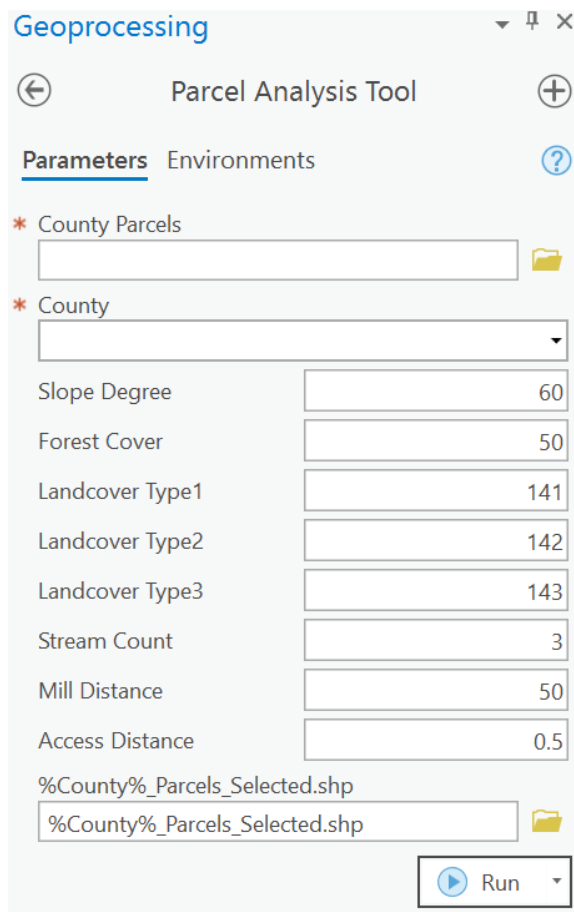 Geoprocessing
Parcel Analysis Tool
Parameters Environments
* County Parcels
* County
Slope Degree 60
Forest Cover 50
Landcover Type1 141
Landcover Type2 142
Landcover Type3 143
Stream Count 3
Mill Distance 50
Access Distance 0.5
%County%_Parcels_Selected.shp
%County%_Parcels_Selected.shp
Run